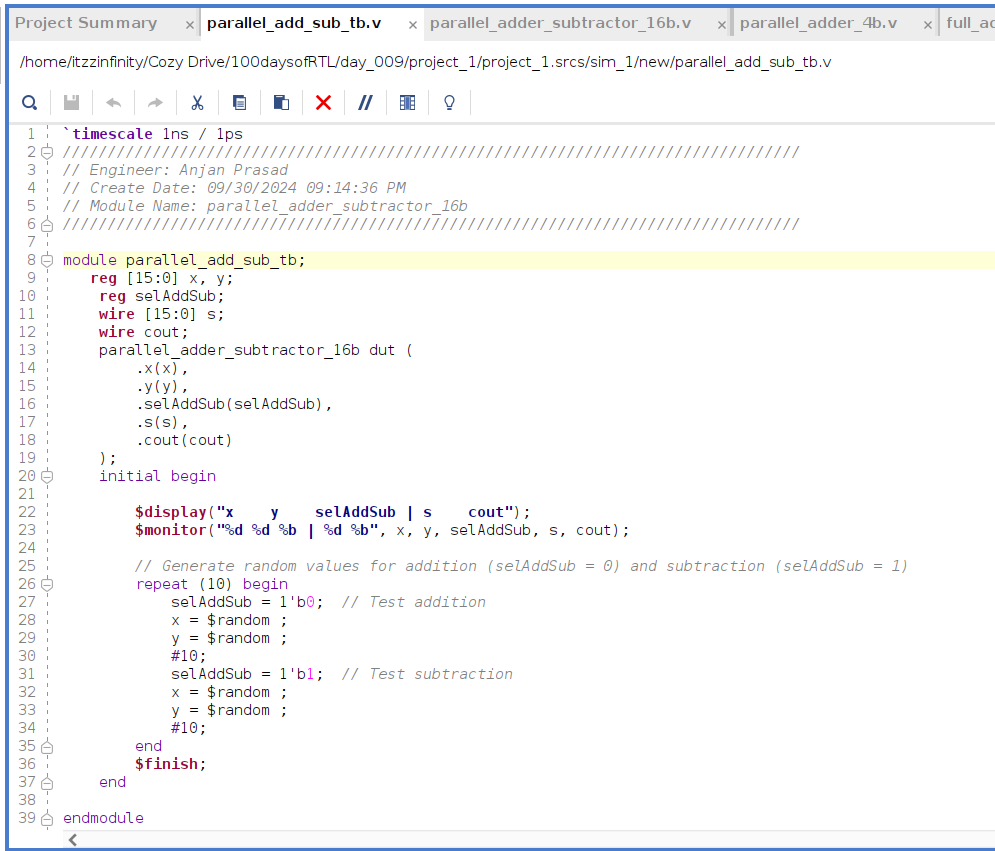 Project Summary × parallel_add_sub_tb.v × parallel_adder_subtractor_16b.v × parallel_adder_4b.v × full_ad
/home/itzzinfinity/Cozy Drive/100daysofRTL/day_009/project_1/project_1.srcs/sim_1/new/parallel_add_sub_tb.v
1 `timescale 1ns / 1ps
2 //////////////////////////////////////////////////////////////////////////////////
3 // Engineer: Anjan Prasad
4 // Create Date: 09/30/2024 09:14:36 PM
5 // Module Name: parallel_adder_subtractor_16b
6 //////////////////////////////////////////////////////////////////////////////////
7
8 module parallel_add_sub_tb;
9 reg [15:0] x, y;
10 reg selAddSub;
11 wire [15:0] s;
12 wire cout;
13 parallel_adder_subtractor_16b dut (
14 .x(x),
15 .y(y),
16 .selAddSub(selAddSub),
17 .s(s),
18 .cout(cout)
19 );
20 initial begin
21
22 $display("x    y    selAddSub | s    cout");
23 $monitor("%d %d %b | %d %b", x, y, selAddSub, s, cout);
24
25 // Generate random values for addition (selAddSub = 0) and subtraction (selAddSub = 1)
26 repeat (10) begin
27 selAddSub = 1'b0;  // Test addition
28 x = $random ;
29 y = $random ;
30 #10;
31 selAddSub = 1'b1;  // Test subtraction
32 x = $random ;
33 y = $random ;
34 #10;
35 end
36 $finish;
37 end
38
39 endmodule